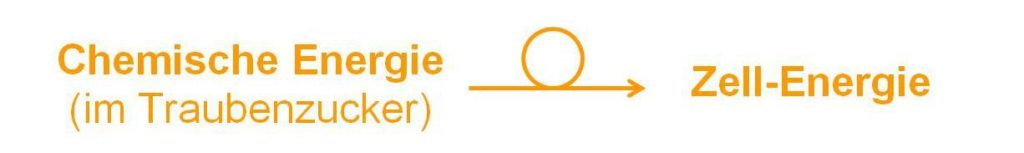 Chemische Energie
(im Traubenzucker)
Zell-Energie